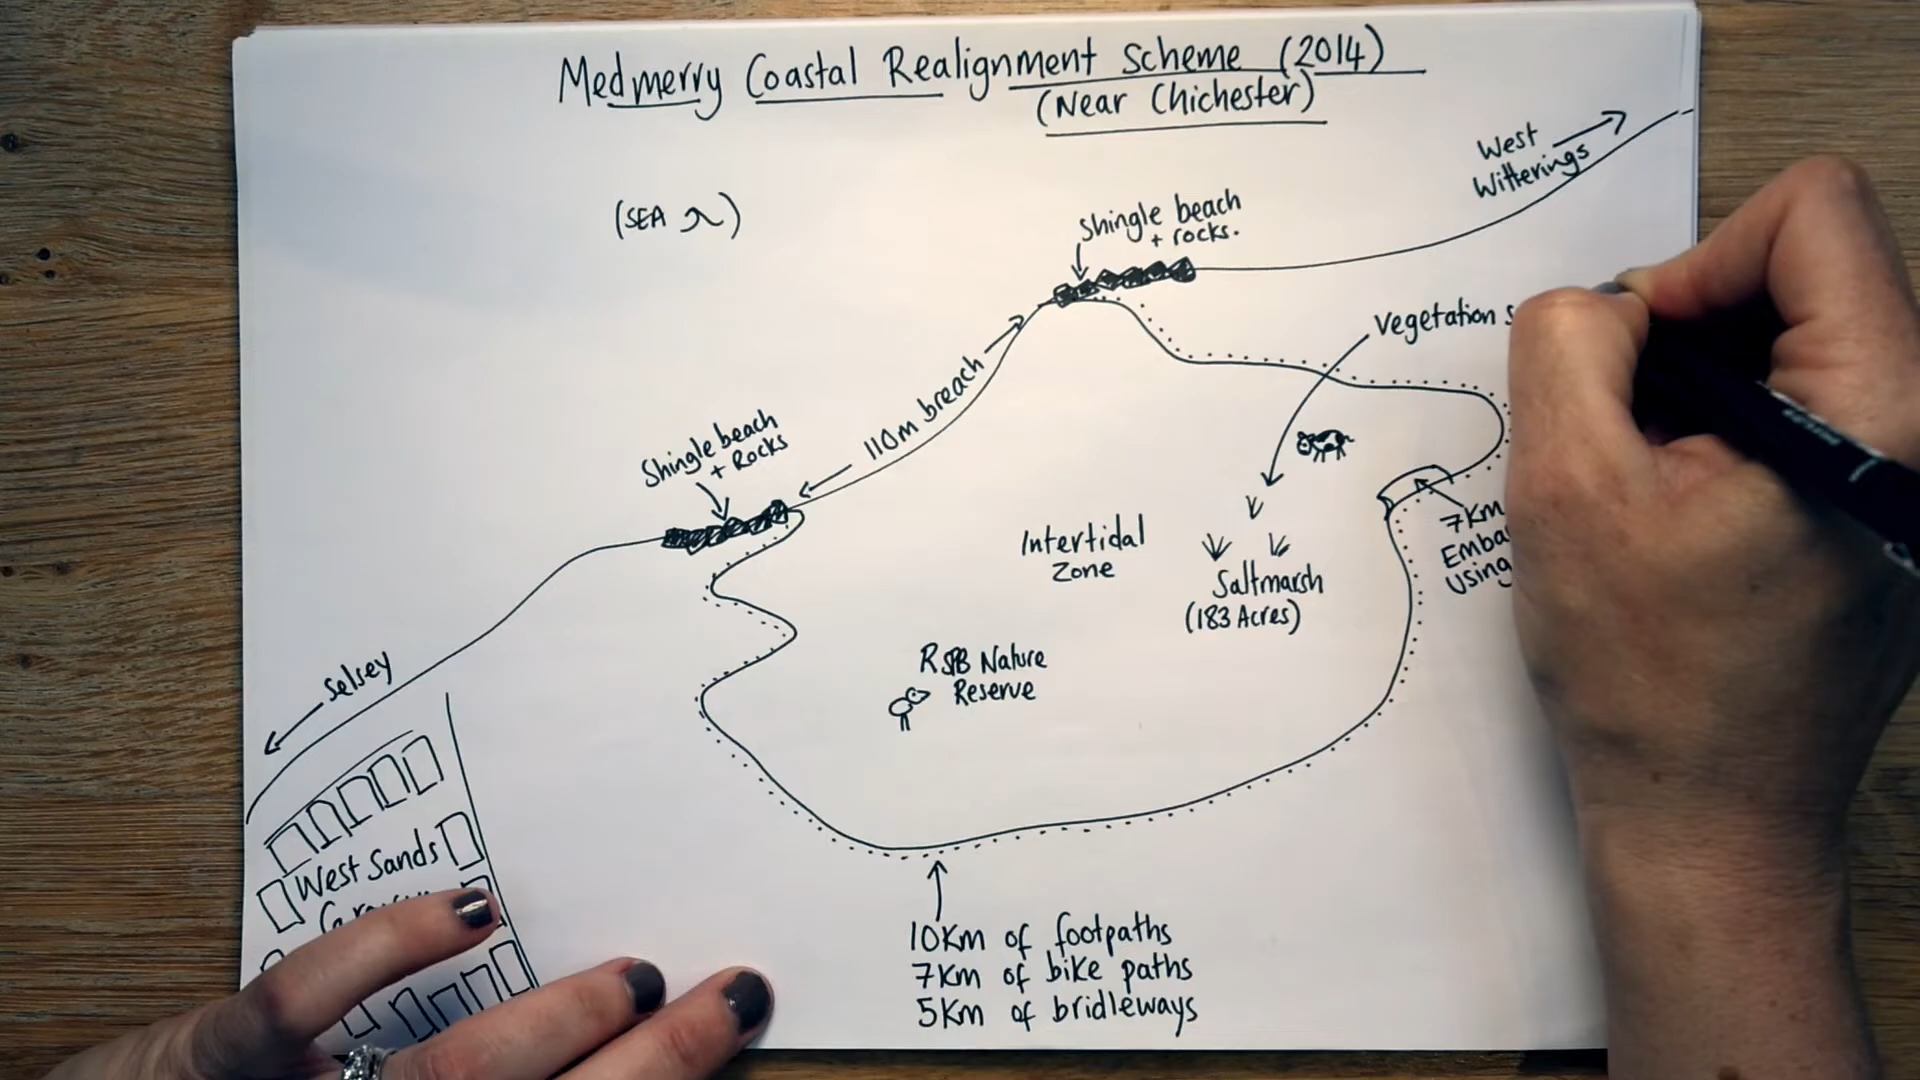 Medmerry Coastal Realignment Scheme (2014)
(Near Chichester)
West
Witterings
(SEA
Shingle beach
+ rocks.
Vegetation
110m breach
Shingle beach
+ Rocks
7Km
Using
Intertidal
Zone
Saltmarsh
(183 Acres)
RSPB Nature
Reserve
Selsey
West Sands
10Km of footpaths
7Km of bike paths
5Km of bridleways